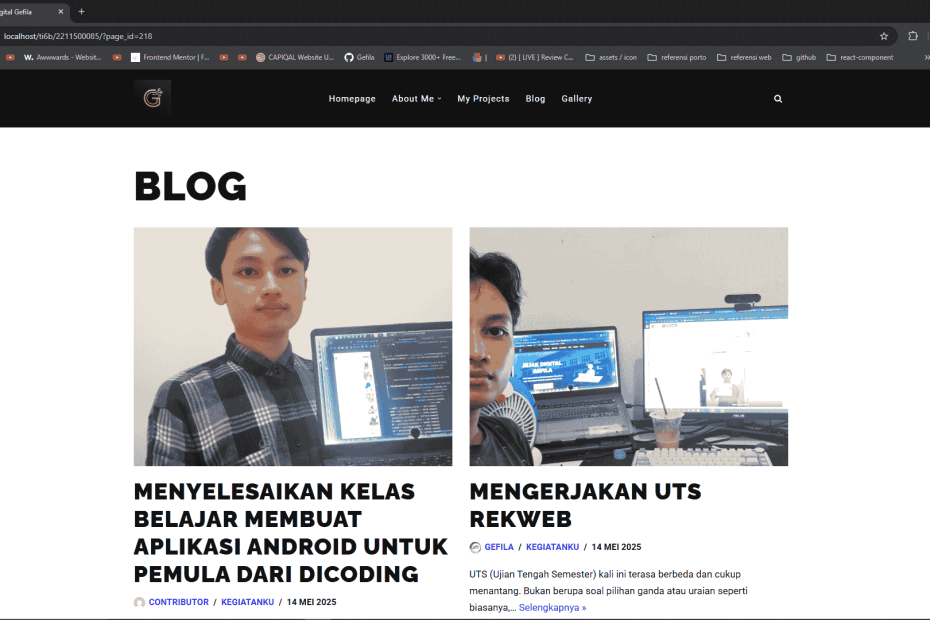 gital Gefila
localhost/ti6b/2211500085/?page_id=218
W. Awwwards - Websit...
Frontend Mentor | F...
CAPIQAL Website U...
Gefila
Explore 3000+ Free...
(2) [ LIVE ] Review C...
assets / icon
referensi porto
referensi web
github
react-component
Homepage
About Me
My Projects
Blog
Gallery
BLOG
JEJAK DIGITAL
GEFILA
ASUS
MENYELESAIKAN KELAS
BELAJAR MEMBUAT
APLIKASI ANDROID UNTUK
PEMULA DARI DICODING
CONTRIBUTOR / KEGIATANKU / 14 MEI 2025
MENGERJAKAN UTS
REKWEB
GEFILA / KEGIATANKU / 14 MEI 2025
UTS (Ujian Tengah Semester) kali ini terasa berbeda dan cukup
menantang. Bukan berupa soal pilihan ganda atau uraian seperti
biasanya,... Selengkapnya »